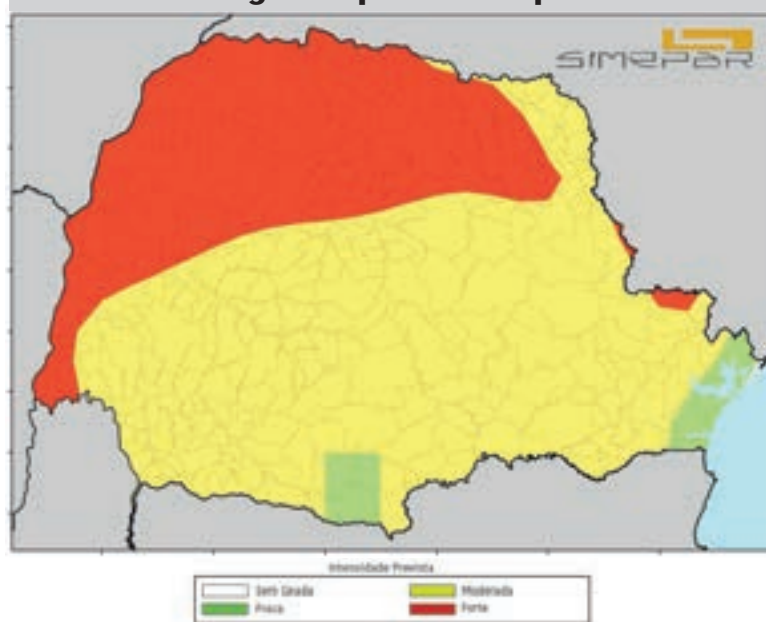 SIMEPAR
Intensidade Prevista
Sem Geada
Moderada
Fraca
Forte